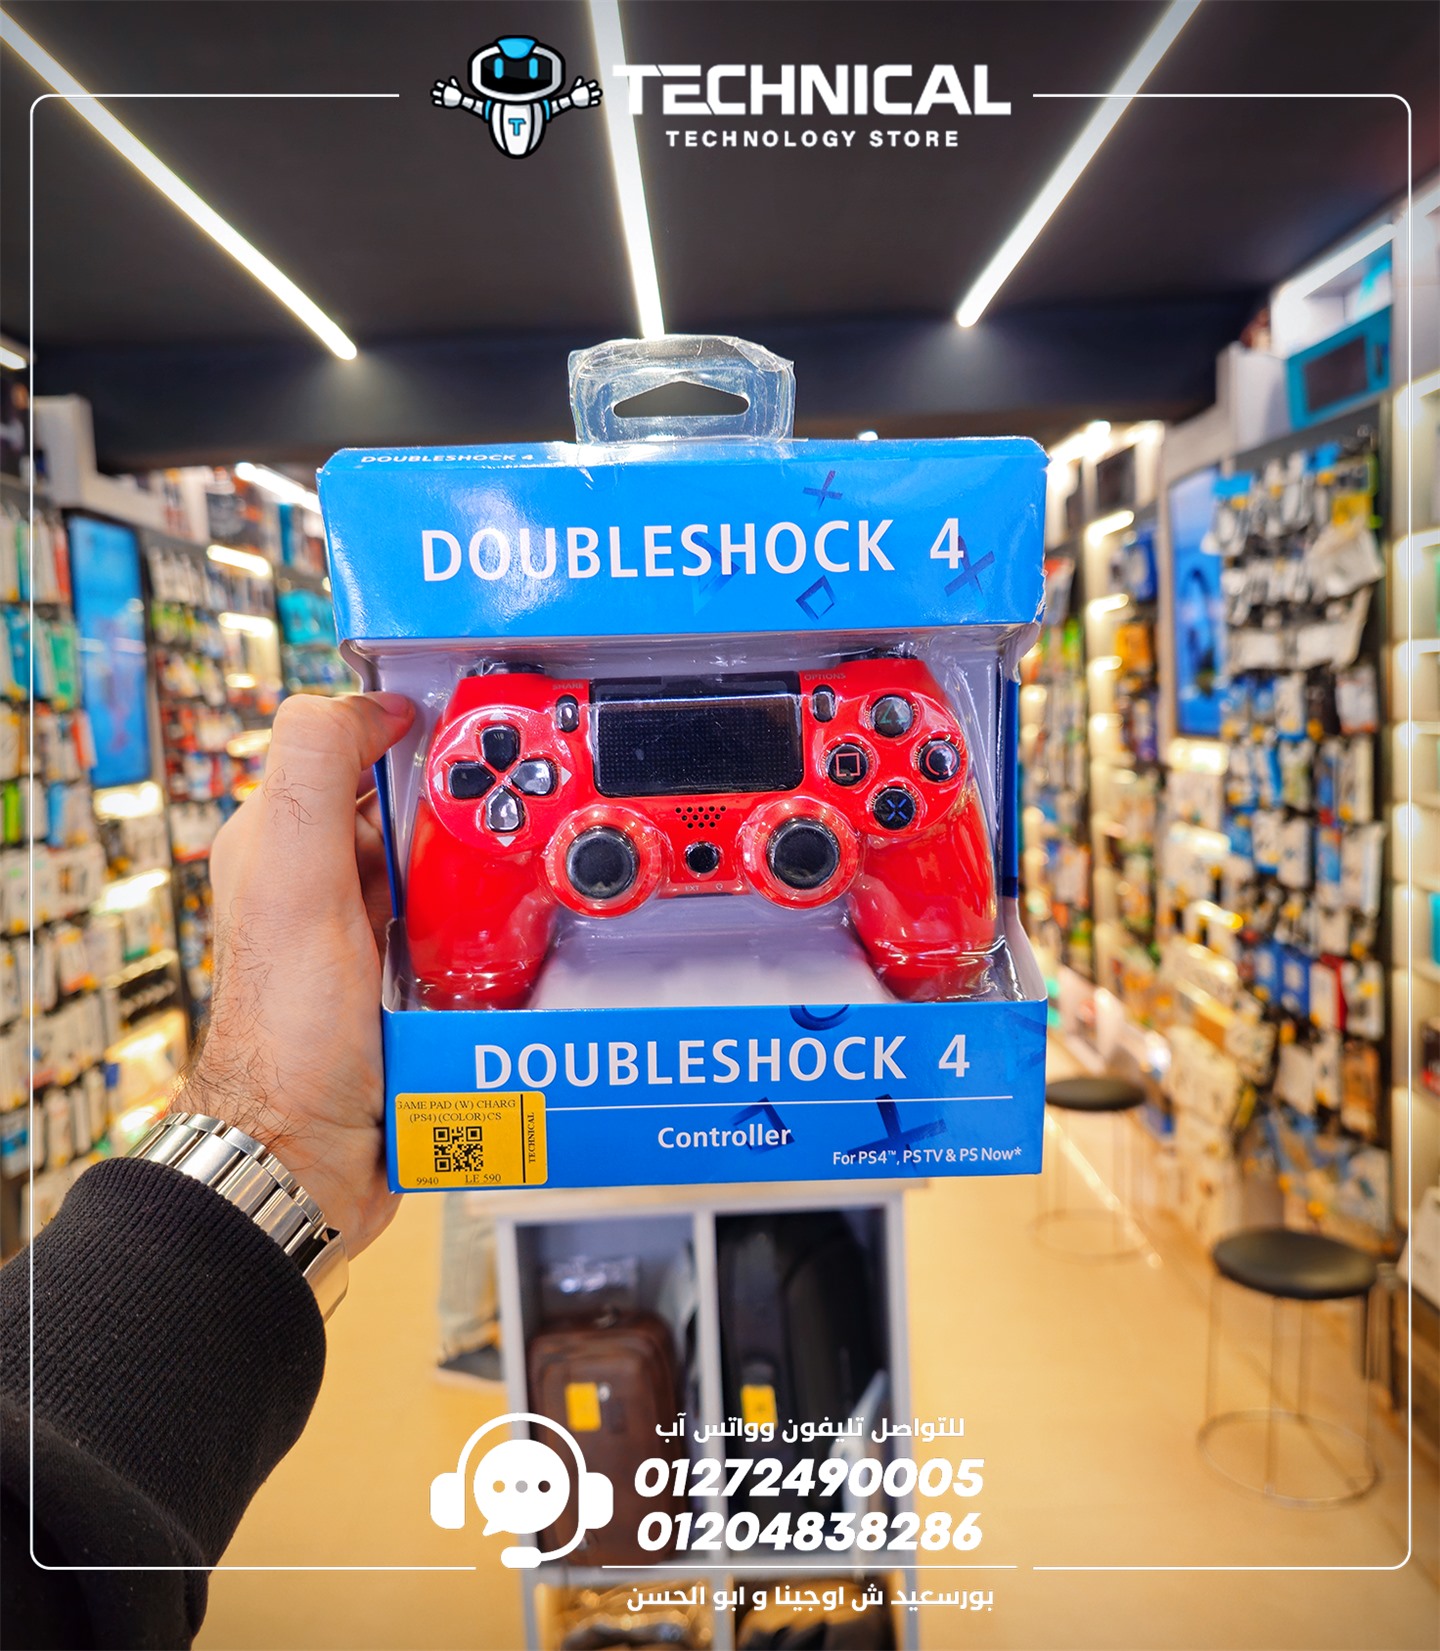 TECHNICAL
TECHNOLOGY STORE
DOUBLESHOCK 4
DOUBLESHOCK 4
SHARE
OPTIONS
EXT
DOUBLESHOCK 4
Controller
For PS4™, PS TV & PS Now*
GAME PAD (W) CHARG
(PS4) (COLOR) CS
TECHNICAL
9940 LE 590
للتواصل تليفون وواتس آب
01272490005
01204838286
بورسعيد ش اوجينا و ابو الحسن